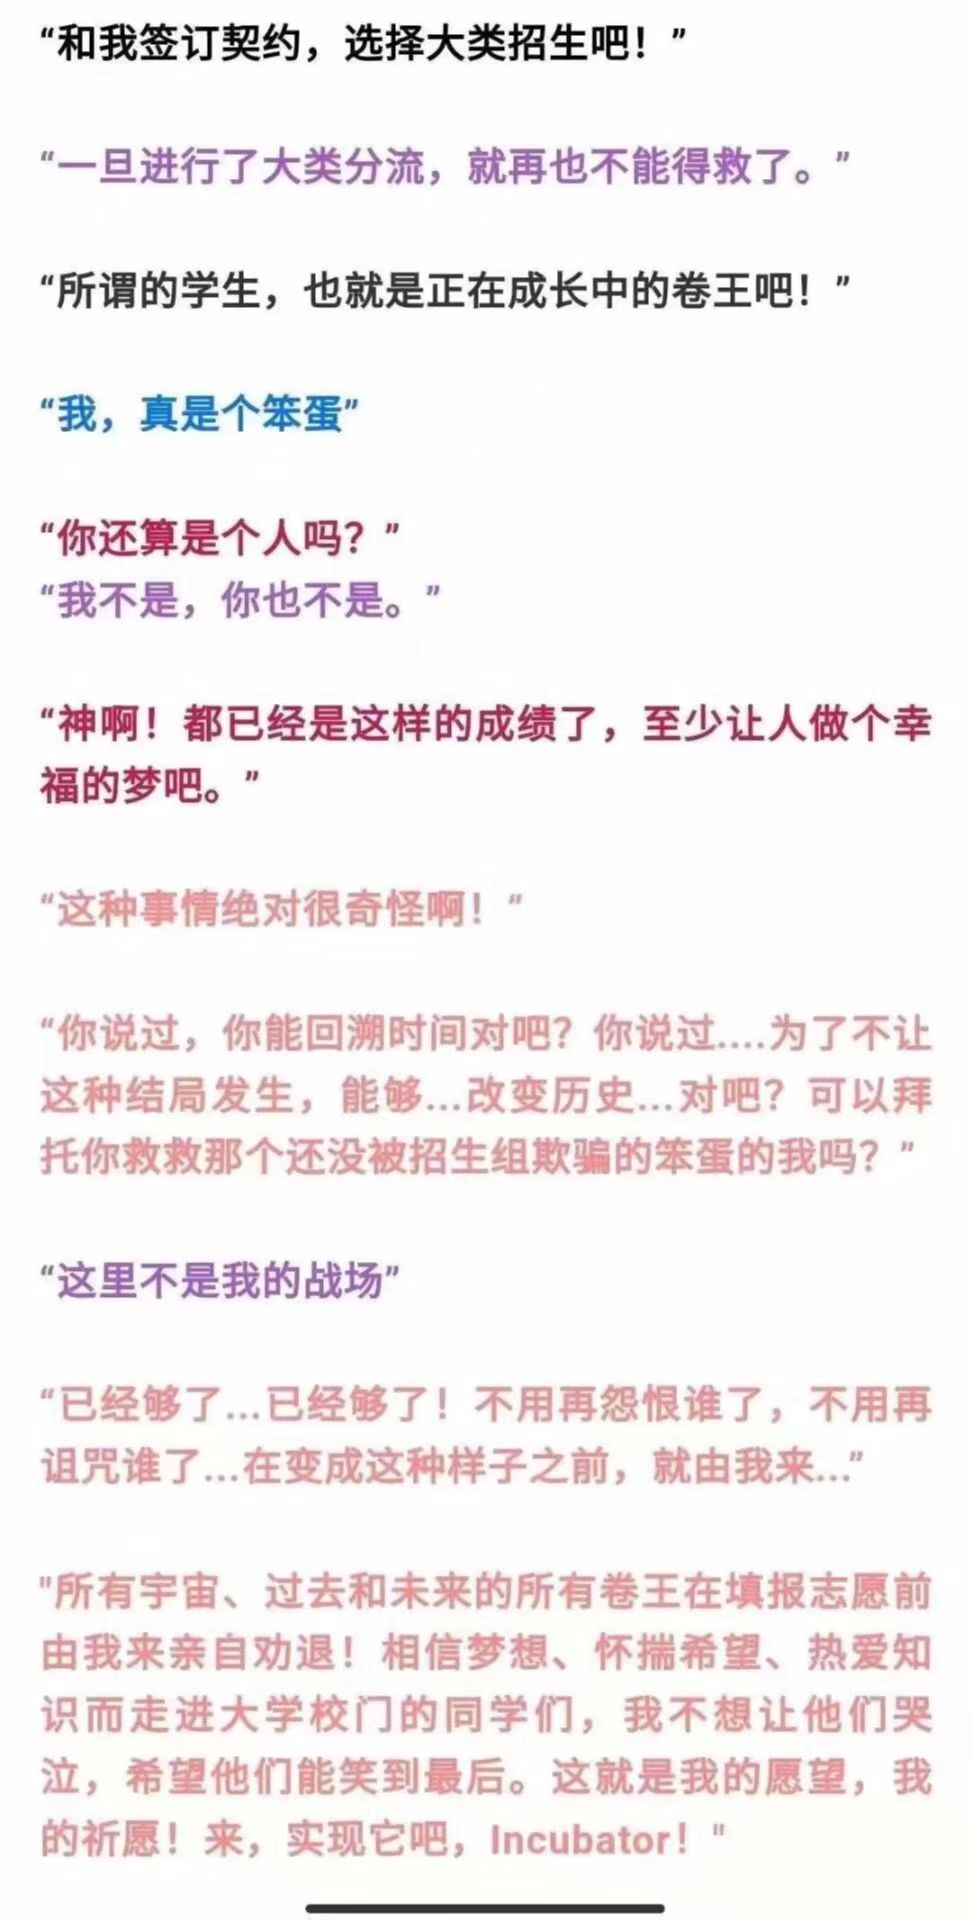 “和我签订契约，选择大类招生吧！”
“一旦进行了大类分流，就再也不能得救了。”
“所谓的学生，也就是正在成长中的卷王吧！”
“我，真是个笨蛋”
“你还算是个人吗？”
“我不是，你也不是。”
“神啊！都已经是这样的成绩了，至少让人做个幸
福的梦吧。”
“这种事情绝对很奇怪啊！”
“你说过，你能回溯时间对吧？你说过....为了不让
这种结局发生，能够...改变历史...对吧？可以拜
托你救救那个还没被招生组欺骗的笨蛋的我吗？”
“这里不是我的战场”
“已经够了...已经够了！不用再怨恨谁了，不用再
诅咒谁了...在变成这种样子之前，就由我来...”
"所有宇宙、过去和未来的所有卷王在填报志愿前
由我来亲自劝退！相信梦想、怀揣希望、热爱知
识而走进大学校门的同学们，我不想让他们哭
泣，希望他们能笑到最后。这就是我的愿望，我
的祈愿！来，实现它吧，Incubator！"